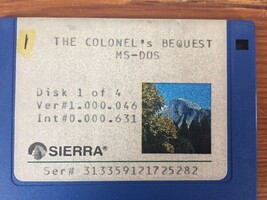 1
THE COLONEL's BEQUEST
MS-DOS
Disk 1 of 4
Ver#1.000.046
Int#0.000.631
SIERRA®
Ser# 313359121725282